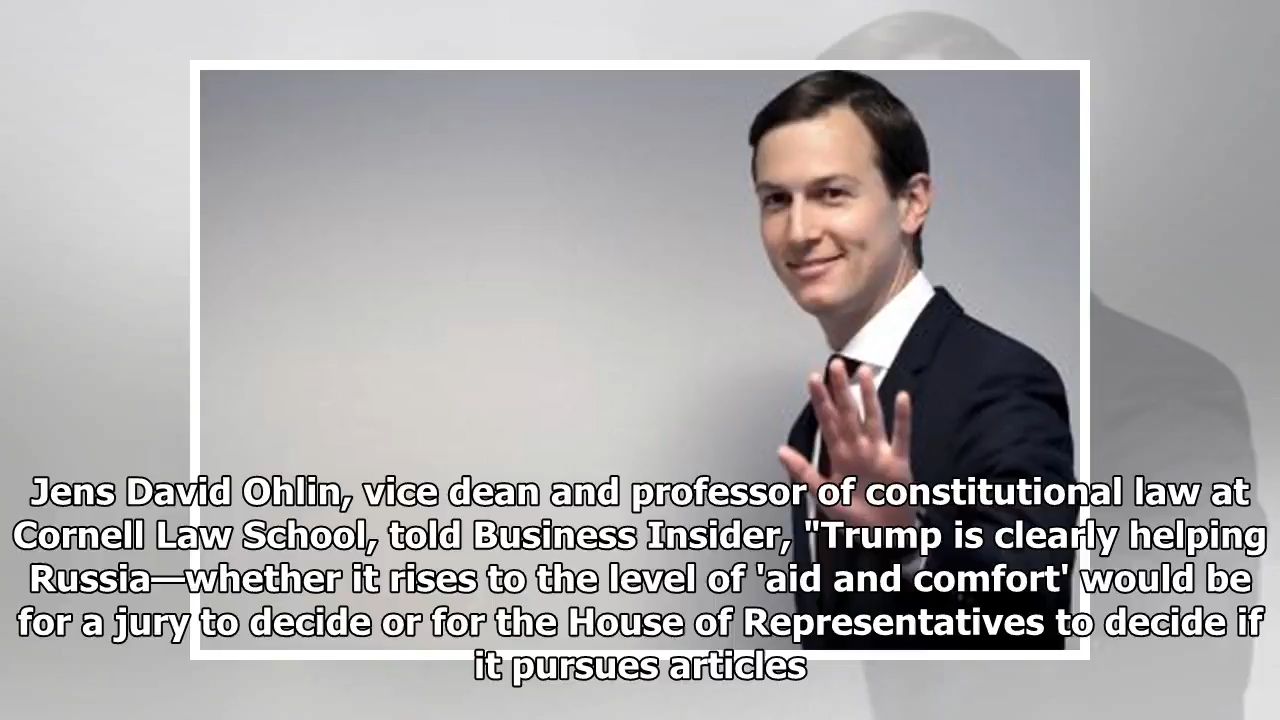 Jens David Ohlin, vice dean and professor of constitutional law at
Cornell Law School, told Business Insider, "Trump is clearly helping
Russia—whether it rises to the level of 'aid and comfort' would be
for a jury to decide or for the House of Representatives to decide if
it pursues articles